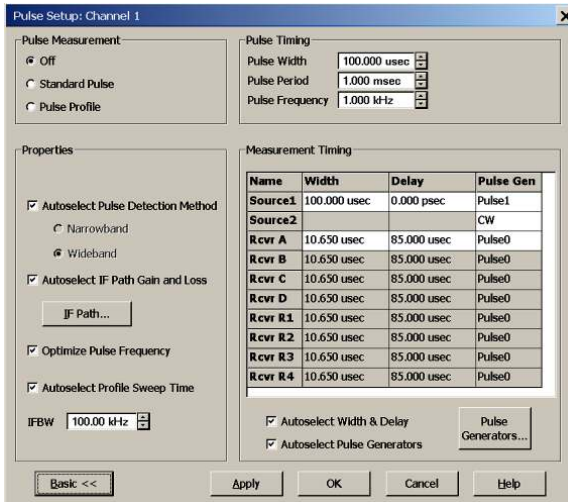 Pulse Setup: Channel 1
X
Pulse Measurement
Off
Standard Pulse
Pulse Profile
Pulse Timing
Pulse Width 100.000 usec
Pulse Period 1.000 msec
Pulse Frequency 1.000 kHz
Properties
Autoselect Pulse Detection Method
Narrowband
Wideband
Autoselect IF Path Gain and Loss
IF Path...
Optimize Pulse Frequency
Autoselect Profile Sweep Time
IFBW 100.00 kHz
Measurement Timing
Name Width Delay Pulse Gen
Source1 100.000 usec 0.000 psec Pulse1
Source2 CW
Rcvr A 10.650 usec 85.000 usec Pulse0
Rcvr B 10.650 usec 85.000 usec Pulse0
Rcvr C 10.650 usec 85.000 usec Pulse0
Rcvr D 10.650 usec 85.000 usec Pulse0
Rcvr R1 10.650 usec 85.000 usec Pulse0
Rcvr R2 10.650 usec 85.000 usec Pulse0
Rcvr R3 10.650 usec 85.000 usec Pulse0
Rcvr R4 10.650 usec 85.000 usec Pulse0
Autoselect Width & Delay
Autoselect Pulse Generators
Pulse
Generators...
Basic << Apply OK Cancel Help